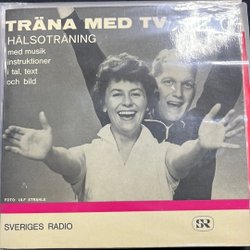 TRÄNA MED TV
HÄLSOTRÄNING
med musik
instruktioner
i tal, text
och bild
FOTO ULF STRÅHLE
SVERIGES RADIO
SR